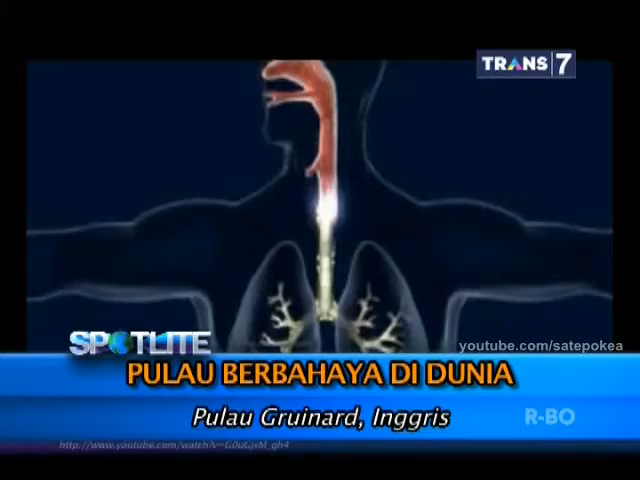 TRANS 7
youtube.com/satepokea
SPOTLITE
PULAU BERBAHAYA DI DUNIA
Pulau Gruinard, Inggris
R-BO